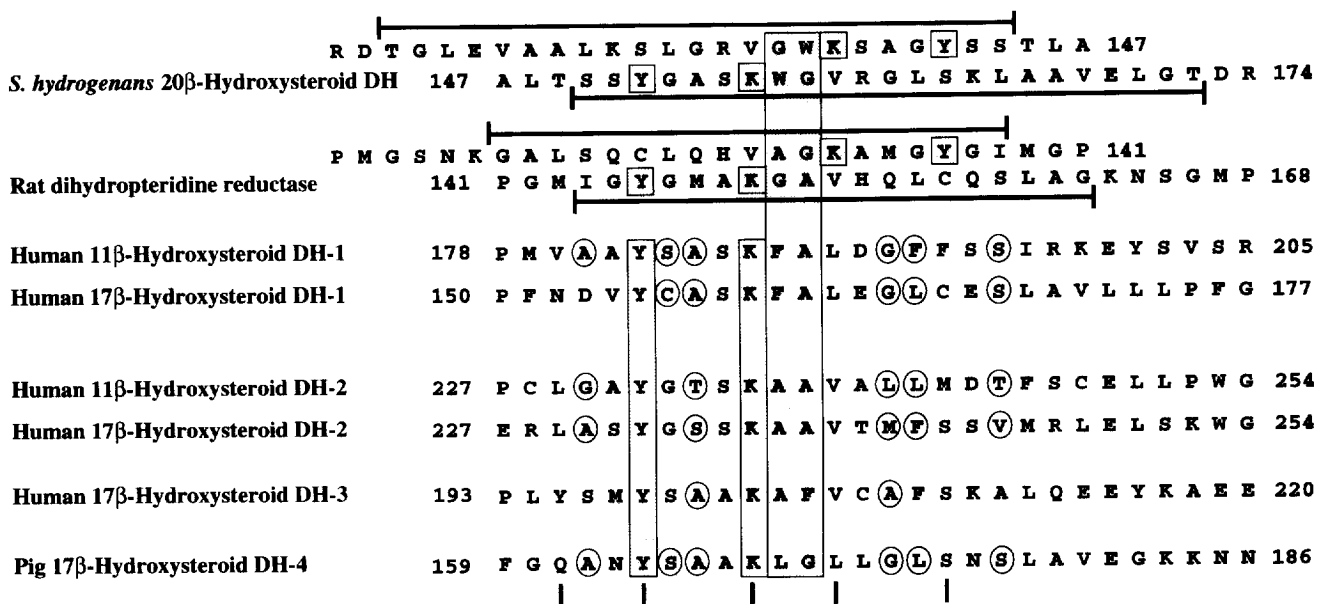 R D T G L E V A A L K S L G R V G W K S A G Y S S T L A 147
S. hydrogenans 20β-Hydroxysteroid DH 147 A L T S S Y G A S K W G V R G L S K L A A V E L G T D R 174
P M G S N K G A L S Q C L Q H V A G K A M G Y G I M G P 141
Rat dihydropteridine reductase 141 P G M I G Y G M A K G A V H Q L C Q S L A G K N S G M P 168
Human 11β-Hydroxysteroid DH-1 178 P M V A A Y S A S K F A L D G F F S S I R K E Y S V S R 205
Human 17β-Hydroxysteroid DH-1 150 P F N D V Y C A S K F A L E G L C E S L A V L L L P F G 177
Human 11β-Hydroxysteroid DH-2 227 P C L G A Y G T S K A A V A L L M D T F S C E L L P W G 254
Human 17β-Hydroxysteroid DH-2 227 E R L A S Y G S S K A A V T M F S S V M R L E L S K W G 254
Human 17β-Hydroxysteroid DH-3 193 P L Y S M Y S A A K A F V C A F S K A L Q E E Y K A E E 220
Pig 17β-Hydroxysteroid DH-4 159 F G Q A N Y S A A K L G L L G L S N S L A V E G K K N N 186